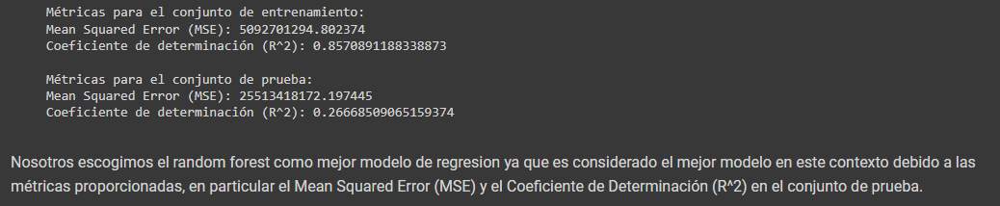 Métricas para el conjunto de entrenamiento:
Mean Squared Error (MSE): 5092701294.802374
Coeficiente de determinación (R^2): 0.8570891188338873
Métricas para el conjunto de prueba:
Mean Squared Error (MSE): 25513418172.197445
Coeficiente de determinación (R^2): 0.26668509065159374
Nosotros escogimos el random forest como mejor modelo de regresion ya que es considerado el mejor modelo en este contexto debido a las
métricas proporcionadas, en particular el Mean Squared Error (MSE) y el Coeficiente de Determinación (R^2) en el conjunto de prueba.